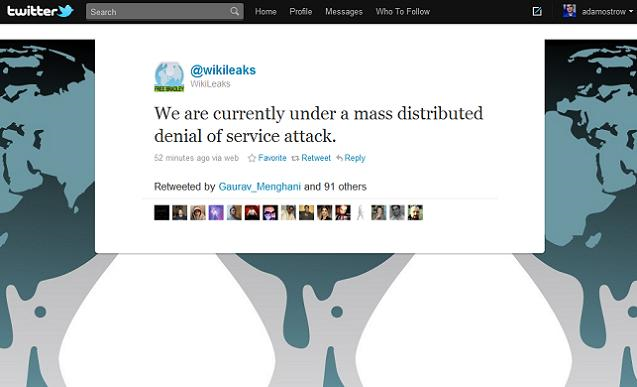 twitter Search Home Profile Messages Who To Follow adamostrow
@wikileaks
WikiLeaks
FREE BRADLEY
We are currently under a mass distributed
denial of service attack.
52 minutes ago via web Favorite Retweet Reply
Retweeted by Gaurav_Menghani and 91 others